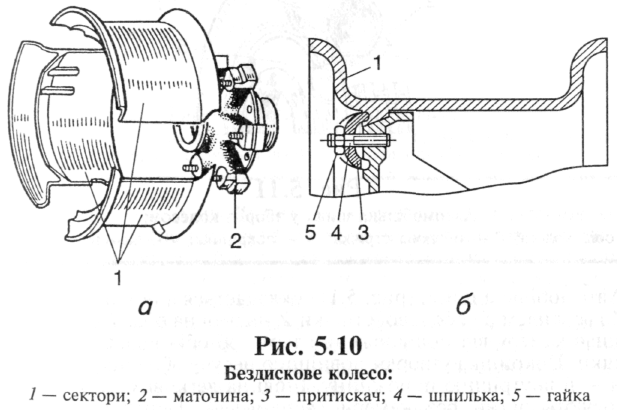 1
2
1
5 4 3
а
б
Рис. 5.10
Бездискове колесо:
1 — сектори; 2 — маточина; 3 — притискач; 4 — шпилька; 5 — гайка